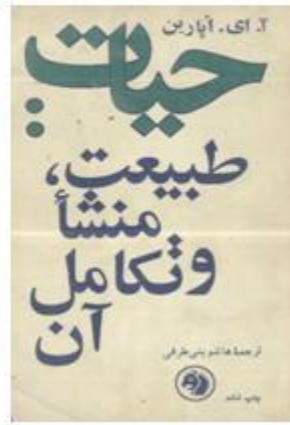 آ. ای. اپارین
حیات:
طبیعت،
منشأ
و تکامل
آن
ترجمهٔ هاشم بنی‌طرفی
چاپ ششم